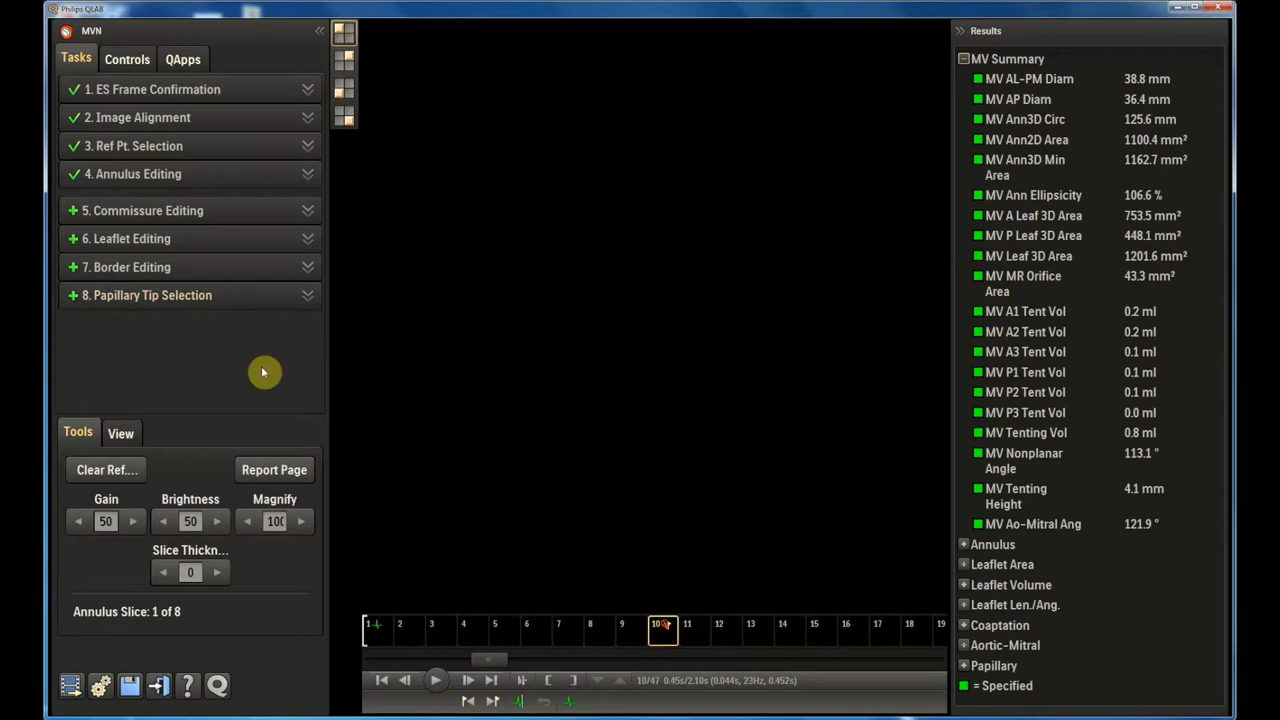 Philips QLAB
MVN
Tasks
Controls
QApps
1. ES Frame Confirmation
2. Image Alignment
3. Ref Pt. Selection
4. Annulus Editing
5. Commissure Editing
6. Leaflet Editing
7. Border Editing
8. Papillary Tip Selection
Tools
View
Clear Ref....
Report Page
Gain
Brightness
Magnify
50
50
100
Slice Thickn...
0
Annulus Slice: 1 of 8
1 2 3 4 5 6 7 8 9 10 11 12 13 14 15 16 17 18 19
10/47 0.45s/2.10s (0.044s, 23Hz, 0.452s)
Results
MV Summary
MV AL-PM Diam 38.8 mm
MV AP Diam 36.4 mm
MV Ann3D Circ 125.6 mm
MV Ann2D Area 1100.4 mm²
MV Ann3D Min 1162.7 mm²
Area
MV Ann Ellipsicity 106.6 %
MV A Leaf 3D Area 753.5 mm²
MV P Leaf 3D Area 448.1 mm²
MV Leaf 3D Area 1201.6 mm²
MV MR Orifice 43.3 mm²
Area
MV A1 Tent Vol 0.2 ml
MV A2 Tent Vol 0.2 ml
MV A3 Tent Vol 0.1 ml
MV P1 Tent Vol 0.1 ml
MV P2 Tent Vol 0.1 ml
MV P3 Tent Vol 0.0 ml
MV Tenting Vol 0.8 ml
MV Nonplanar 113.1 °
Angle
MV Tenting 4.1 mm
Height
MV Ao-Mitral Ang 121.9 °
Annulus
Leaflet Area
Leaflet Volume
Leaflet Len./Ang.
Coaptation
Aortic-Mitral
Papillary
= Specified